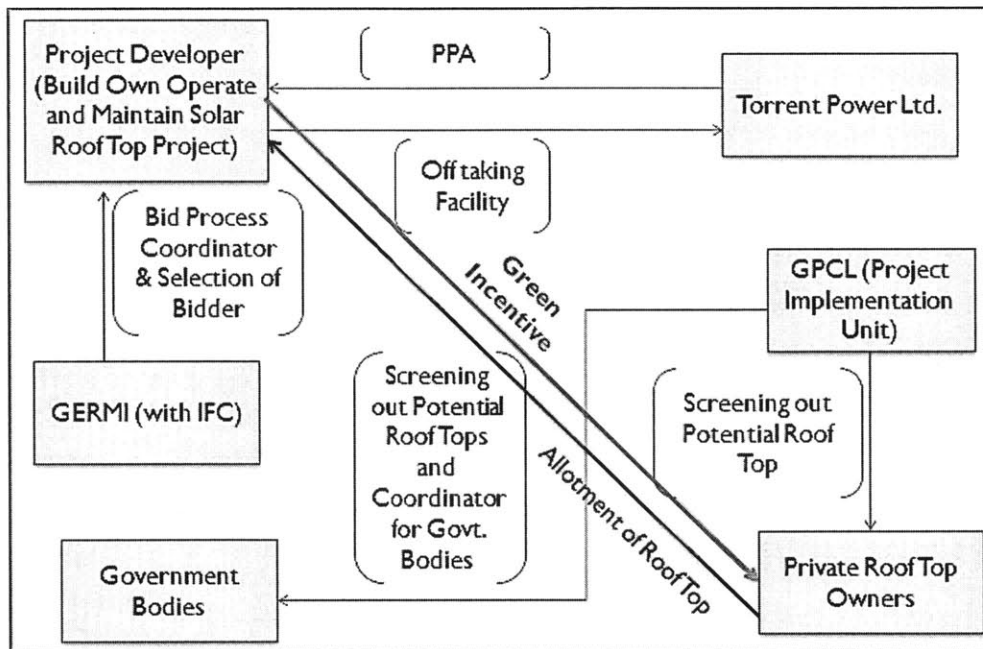 Project Developer
(Build Own Operate
and Maintain Solar
Roof Top Project)
PPA
Torrent Power Ltd.
Off taking
Facility
Bid Process
Coordinator
& Selection of
Bidder
Green
Incentive
GPCL (Project
Implementation
Unit)
GERMI (with IFC)
Screening
out Potential
Roof Tops
and
Coordinator
for Govt.
Bodies
Screening out
Potential Roof
Top
Allotment of Roof Top
Government
Bodies
Private Roof Top
Owners